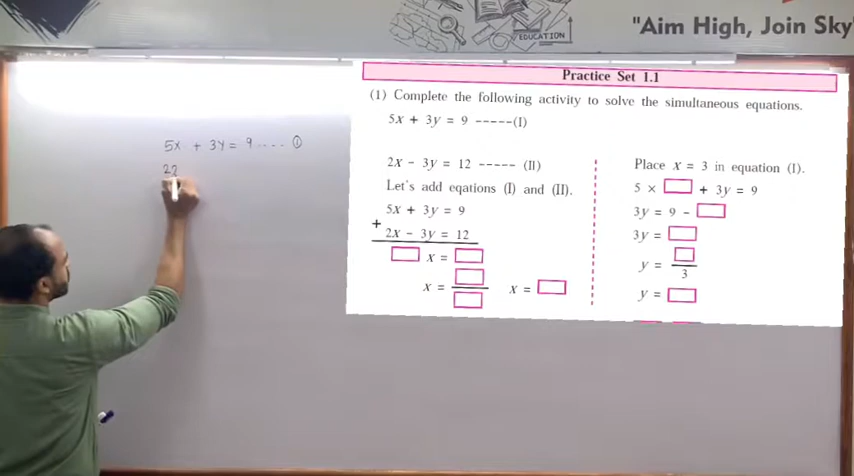 EDUCATION
"Aim High, Join Sky
5x + 3y = 9 .... ①
22
Practice Set 1.1
(1) Complete the following activity to solve the simultaneous equations.
5x + 3y = 9 -----(I)
2x - 3y = 12 ----- (II)
Let's add eqations (I) and (II).
5x + 3y = 9
+
2x - 3y = 12
□ x = □
x = □/□ x = □
Place x = 3 in equation (I).
5 × □ + 3y = 9
3y = 9 - □
3y = □
y = □/3
y = □